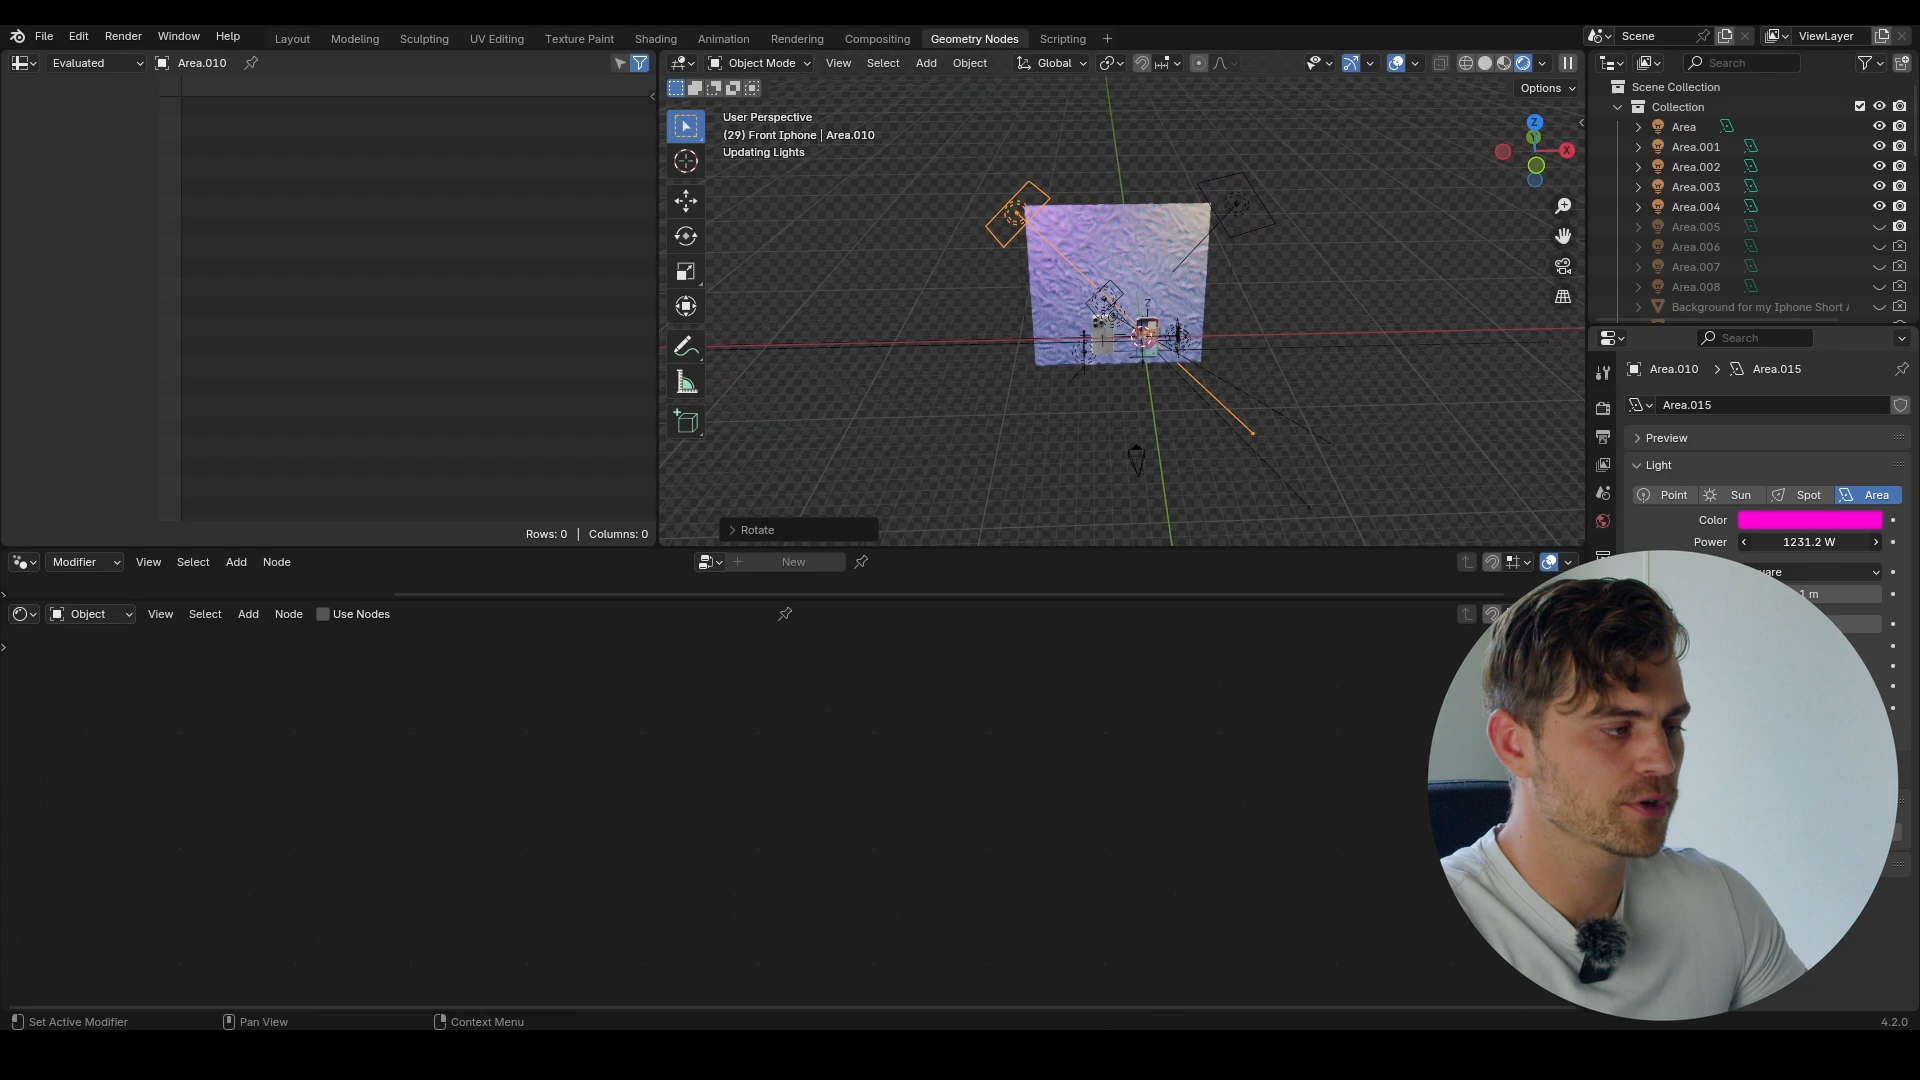 File Edit Render Window Help
Layout Modeling Sculpting UV Editing Texture Paint Shading Animation Rendering Compositing Geometry Nodes Scripting +
Scene
ViewLayer
Evaluated
Area.010
Object Mode View Select Add Object
Global
Options
User Perspective
(29) Front Iphone | Area.010
Updating Lights
Z
X
Z
Rotate
Rows: 0 | Columns: 0
Search
Scene Collection
Collection
Area
Area.001
Area.002
Area.003
Area.004
Area.005
Area.006
Area.007
Area.008
Background for my Iphone Short
Search
Area.010 > Area.015
Area.015
Preview
Light
Point Sun Spot Area
Color
Power 1231.2 W
uare
1 m
Modifier View Select Add Node
New
Object View Select Add Node Use Nodes
Set Active Modifier
Pan View
Context Menu
4.2.0